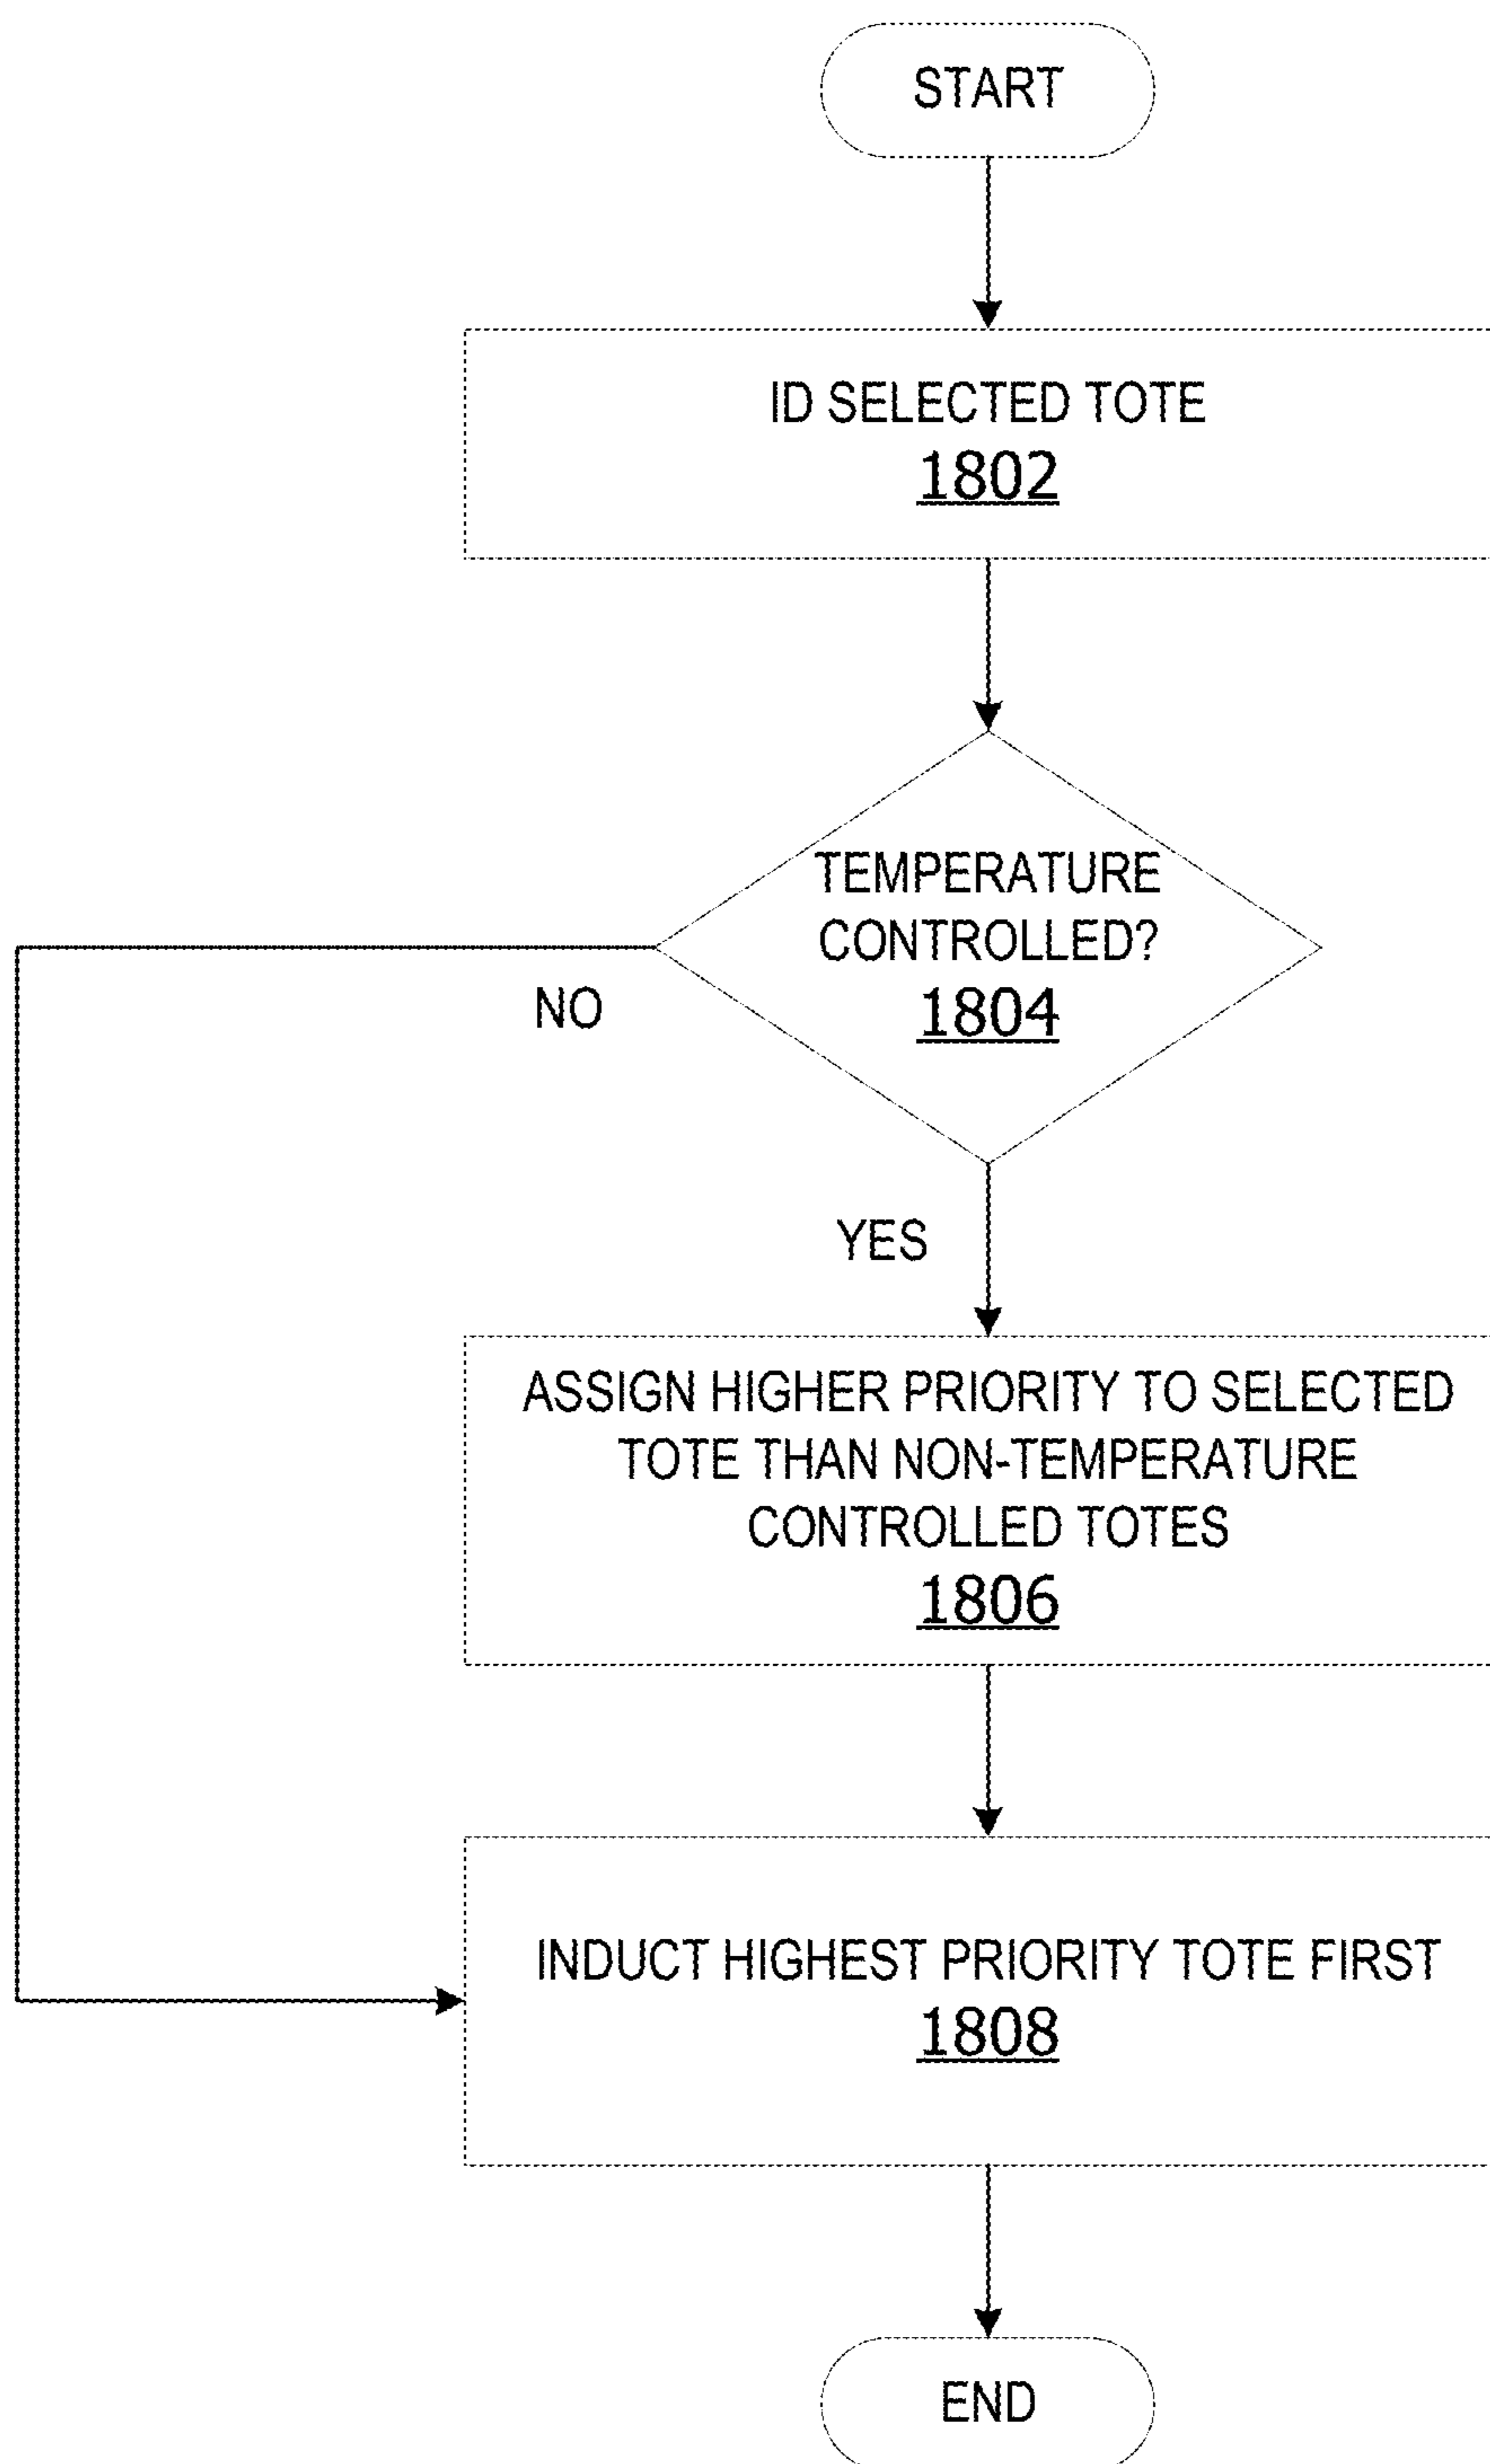 START
ID SELECTED TOTE
1802
TEMPERATURE
CONTROLLED?
1804
NO
YES
ASSIGN HIGHER PRIORITY TO SELECTED
TOTE THAN NON-TEMPERATURE
CONTROLLED TOTES
1806
INDUCT HIGHEST PRIORITY TOTE FIRST
1808
END